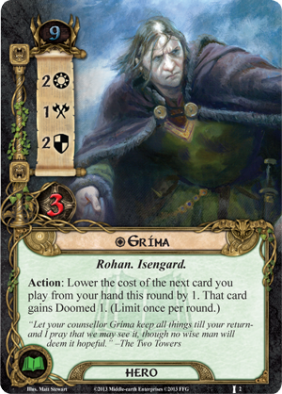 9
2
1
2
3
Gríma
Rohan. Isengard.
Action: Lower the cost of the next card you
play from your hand this round by 1. That card
gains Doomed 1. (Limit once per round.)
"Let your counsellor Gríma keep all things till your return-
and I pray that we may see it, though no wise man will
deem it hopeful." –The Two Towers
HERO
Illus. Matt Stewart
©2013 Middle-earth Enterprises ©2013 FFG
2